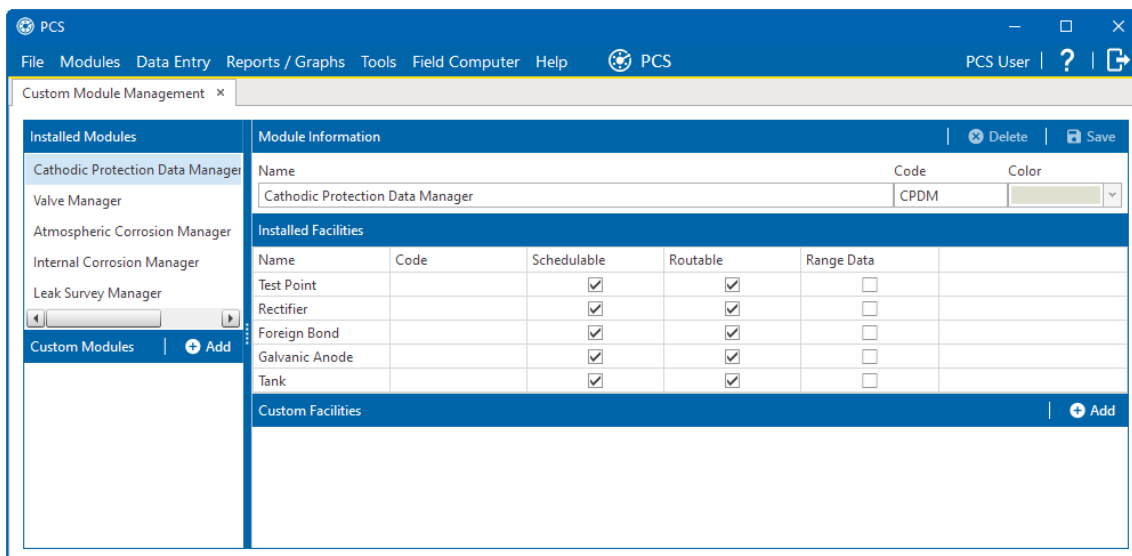 PCS
File Modules Data Entry Reports / Graphs Tools Field Computer Help PCS PCS User | ? |
Custom Module Management ×
Installed Modules
Cathodic Protection Data Manager
Valve Manager
Atmospheric Corrosion Manager
Internal Corrosion Manager
Leak Survey Manager
Custom Modules | Add
Module Information | Delete | Save
Name Code Color
Cathodic Protection Data Manager CPDM
Installed Facilities
Name Code Schedulable Routable Range Data
Test Point
Rectifier
Foreign Bond
Galvanic Anode
Tank
Custom Facilities | Add